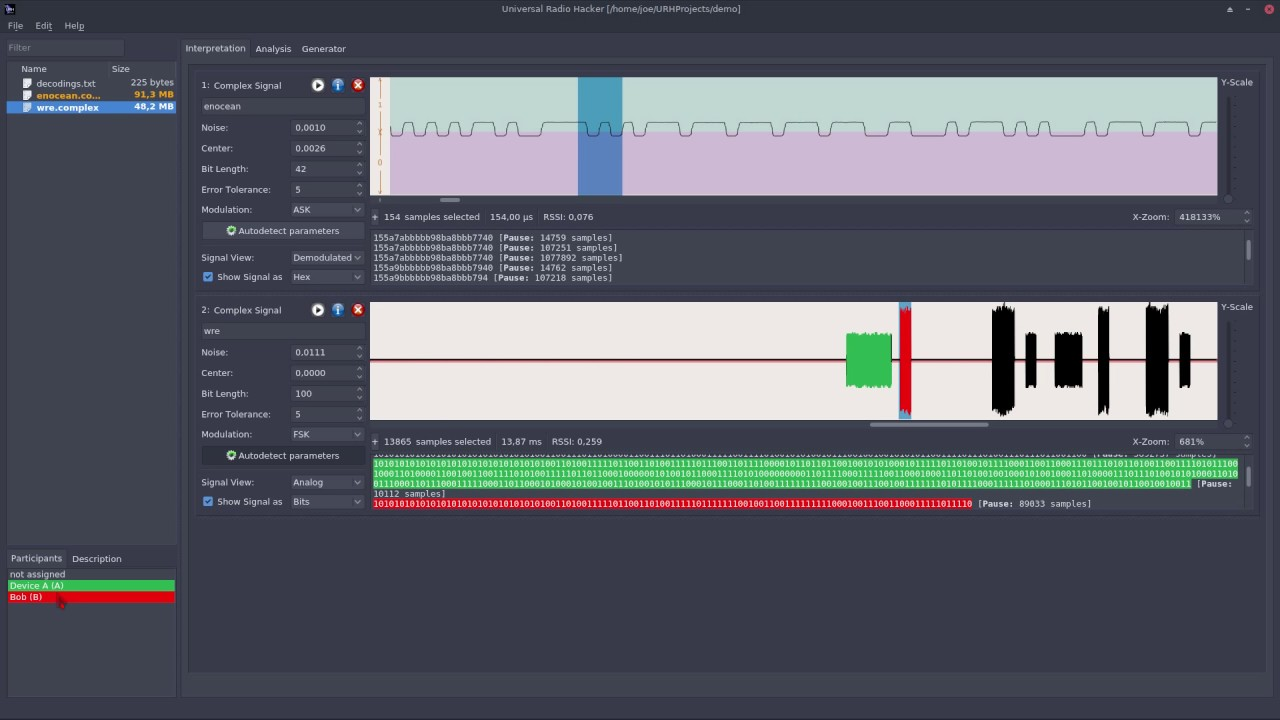 Universal Radio Hacker [/home/joe/URHProjects/demo]
File Edit Help
Filter
Name Size
decodings.txt 225 bytes
enocean.co... 91,3 MB
wre.complex 48,2 MB
Interpretation Analysis Generator
1: Complex Signal
enocean
Noise: 0,0010
Center: 0,0026
Bit Length: 42
Error Tolerance: 5
Modulation: ASK
Autodetect parameters
Signal View: Demodulated
Show Signal as Hex
1
0
Y-Scale
+ 154 samples selected 154,00 µs RSSI: 0,076 X-Zoom: 418133%
155a7abbbbb98ba8bbb7740 [Pause: 14759 samples]
155a7abbbbb98ba8bbb7740 [Pause: 107251 samples]
155a7abbbbb98ba8bbb7740 [Pause: 1077892 samples]
155a9bbbbbb98ba8bbb7940 [Pause: 14762 samples]
155a9bbbbbb98ba8bbb794 [Pause: 107218 samples]
2: Complex Signal
wre
Noise: 0,0111
Center: 0,0000
Bit Length: 100
Error Tolerance: 5
Modulation: FSK
Autodetect parameters
Signal View: Analog
Show Signal as Bits
Y-Scale
+ 13865 samples selected 13,87 ms RSSI: 0,259 X-Zoom: 681%
[Pause:
10112 samples]
[Pause: 89033 samples]
Participants Description
not assigned
Device A (A)
Bob (B)